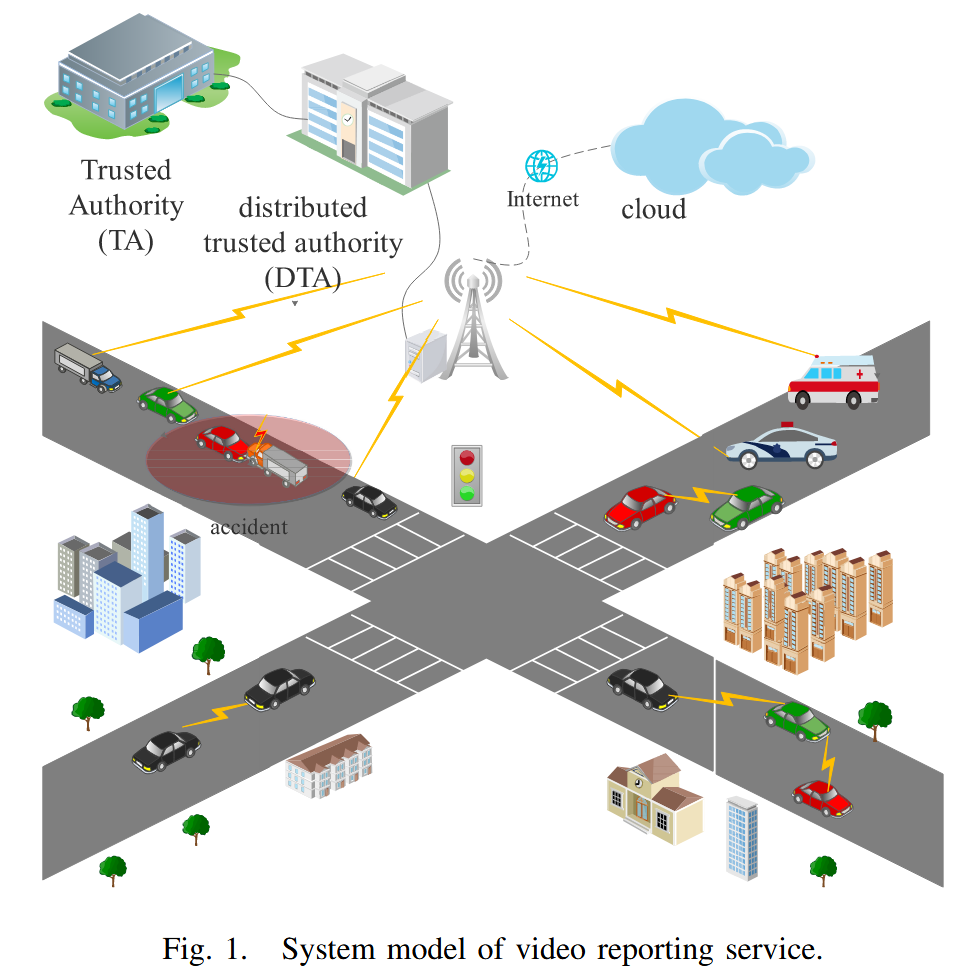 Trusted
Authority
(TA)
distributed
trusted authority
(DTA)
Internet
cloud
accident
Fig. 1. System model of video reporting service.